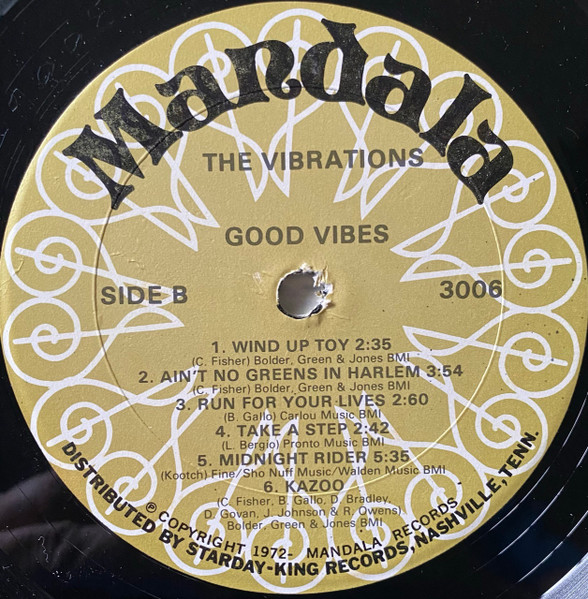 Mandala
THE VIBRATIONS
GOOD VIBES
SIDE B
3006
1. WIND UP TOY 2:35
(C. Fisher) Bolder, Green & Jones BMI
2. AIN'T NO GREENS IN HARLEM 3:54
(C. Fisher) Bolder, Green & Jones BMI
3. RUN FOR YOUR LIVES 2:60
(B. Gallo) Carlou Music BMI
4. TAKE A STEP 2:42
(L. Bergio) Pronto Music BMI
5. MIDNIGHT RIDER 5:35
(Kootch) Fine/Sho Nuff Music/Walden Music BMI
6. KAZOO
(C. Fisher, B. Gallo, D. Bradley,
D. Govan, J. Johnson & R. Owens)
Bolder, Green & Jones BMI
℗ COPYRIGHT 1972- MANDALA RECORDS
DISTRIBUTED BY STARDAY-KING RECORDS, NASHVILLE, TENN.